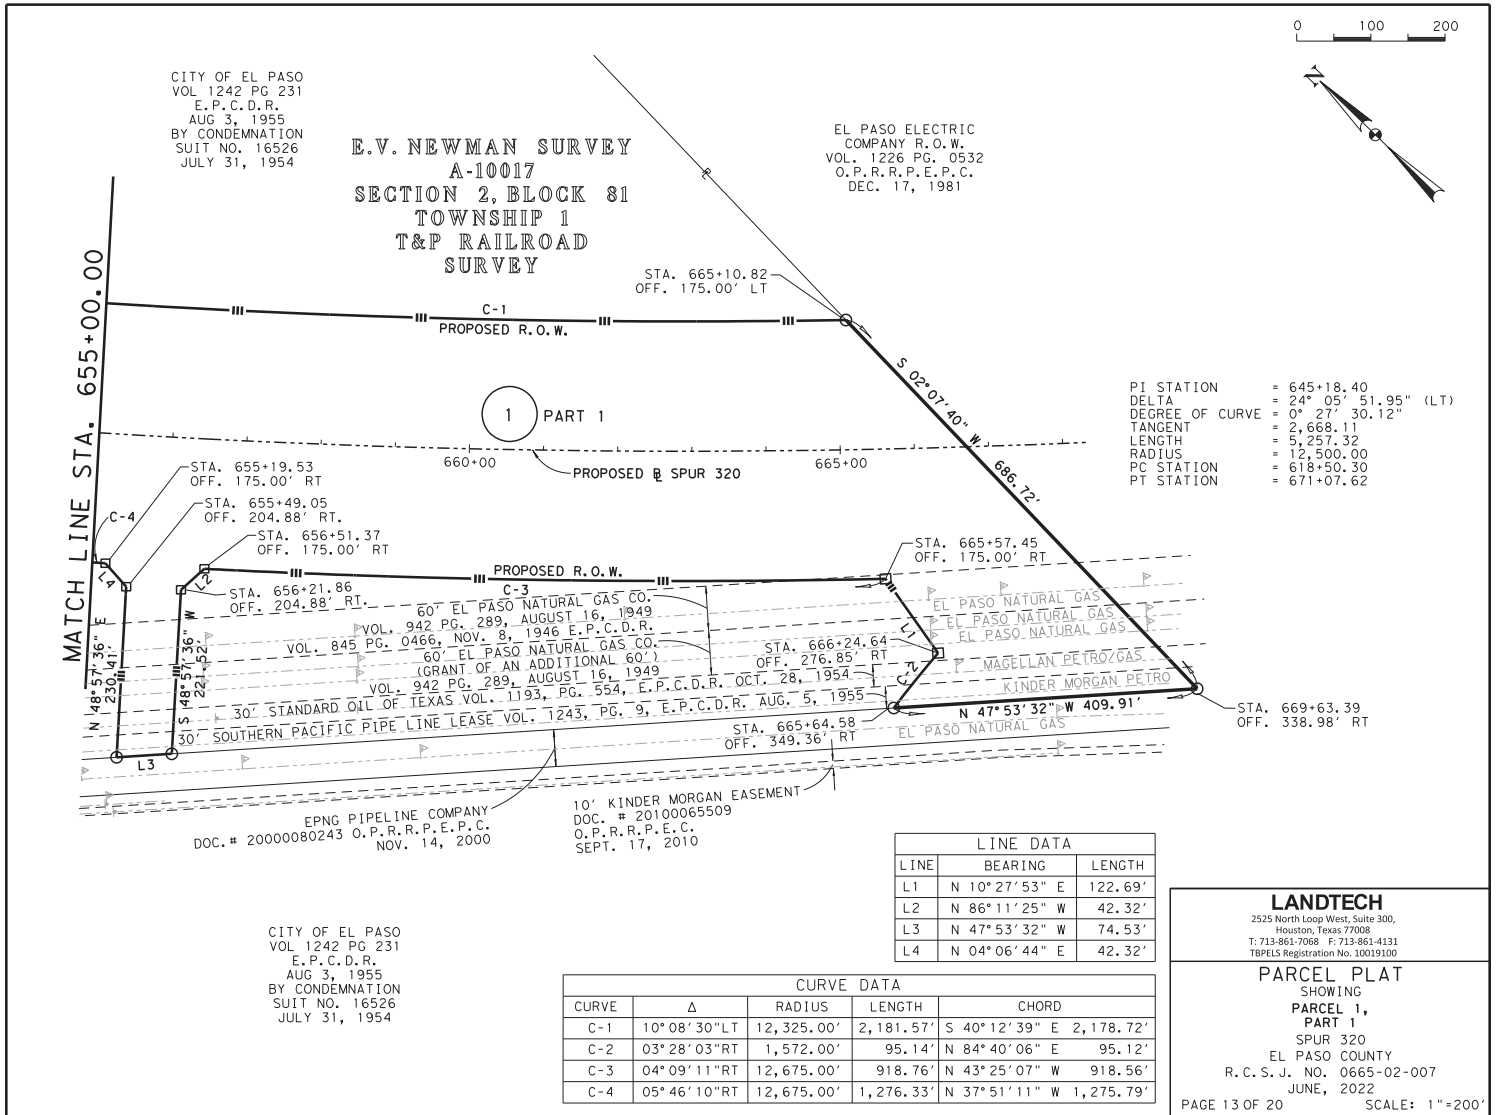 0 100 200
N
CITY OF EL PASO
VOL 1242 PG 231
E.P.C.D.R.
AUG 3, 1955
BY CONDEMNATION
SUIT NO. 16526
JULY 31, 1954
E.V. NEWMAN SURVEY
A-10017
SECTION 2, BLOCK 81
TOWNSHIP 1
T&P RAILROAD
SURVEY
EL PASO ELECTRIC
COMPANY R.O.W.
VOL. 1226 PG. 0532
O.P.R.R.P.E.P.C.
DEC. 17, 1981
STA. 665+10.82
OFF. 175.00' LT
MATCH LINE STA. 655+00.00
C-1
PROPOSED R.O.W.
S 02°07'40" W
686.72'
1 PART 1
PI STATION = 645+18.40
DELTA = 24° 05' 51.95" (LT)
DEGREE OF CURVE = 0° 27' 30.12"
TANGENT = 2,668.11
LENGTH = 5,257.32
RADIUS = 12,500.00
PC STATION = 618+50.30
PT STATION = 671+07.62
660+00
665+00
PROPOSED ℄ SPUR 320
STA. 655+19.53
OFF. 175.00' RT
STA. 655+49.05
OFF. 204.88' RT.
C-4
L4
STA. 656+51.37
OFF. 175.00' RT
L2
STA. 656+21.86
OFF. 204.88' RT.
PROPOSED R.O.W.
C-3
STA. 665+57.45
OFF. 175.00' RT
N 48°57'36" E
230.41'
S 48°57'36" W
221.52'
60' EL PASO NATURAL GAS CO.
VOL. 942 PG. 289, AUGUST 16, 1949
VOL. 845 PG. 0466, NOV. 8, 1946 E.P.C.D.R.
60' EL PASO NATURAL GAS CO.
(GRANT OF AN ADDITIONAL 60')
VOL. 942 PG. 289, AUGUST 16, 1949
30' STANDARD OIL OF TEXAS VOL. 1193, PG. 554, E.P.C.D.R. OCT. 28, 1954
30' SOUTHERN PACIFIC PIPE LINE LEASE VOL. 1243, PG. 9, E.P.C.D.R. AUG. 5, 1955
L1
EL PASO NATURAL GAS
EL PASO NATURAL GAS
EL PASO NATURAL GAS
STA. 666+24.64
OFF. 276.85' RT
C-2
MAGELLAN PETRO/GAS
KINDER MORGAN PETRO
N 47°53'32" W 409.91'
EL PASO NATURAL GAS
STA. 665+64.58
OFF. 349.36' RT
STA. 669+63.39
OFF. 338.98' RT
L3
EPNG PIPELINE COMPANY
DOC.# 20000080243 O.P.R.R.P.E.P.C.
NOV. 14, 2000
10' KINDER MORGAN EASEMENT
DOC. # 20100065509
O.P.R.R.P.E.C.
SEPT. 17, 2010
CITY OF EL PASO
VOL 1242 PG 231
E.P.C.D.R.
AUG 3, 1955
BY CONDEMNATION
SUIT NO. 16526
JULY 31, 1954
LINE DATA
LINE BEARING LENGTH
L1 N 10°27'53" E 122.69'
L2 N 86°11'25" W 42.32'
L3 N 47°53'32" W 74.53'
L4 N 04°06'44" E 42.32'
CURVE DATA
CURVE Δ RADIUS LENGTH CHORD
C-1 10°08'30"LT 12,325.00' 2,181.57' S 40°12'39" E 2,178.72'
C-2 03°28'03"RT 1,572.00' 95.14' N 84°40'06" E 95.12'
C-3 04°09'11"RT 12,675.00' 918.76' N 43°25'07" W 918.56'
C-4 05°46'10"RT 12,675.00' 1,276.33' N 37°51'11" W 1,275.79'
LANDTECH
2525 North Loop West, Suite 300,
Houston, Texas 77008
T: 713-861-7068 F: 713-861-4131
TBPELS Registration No. 10019100
PARCEL PLAT
SHOWING
PARCEL 1,
PART 1
SPUR 320
EL PASO COUNTY
R.C.S.J. NO. 0665-02-007
JUNE, 2022
PAGE 13 OF 20 SCALE: 1"=200'